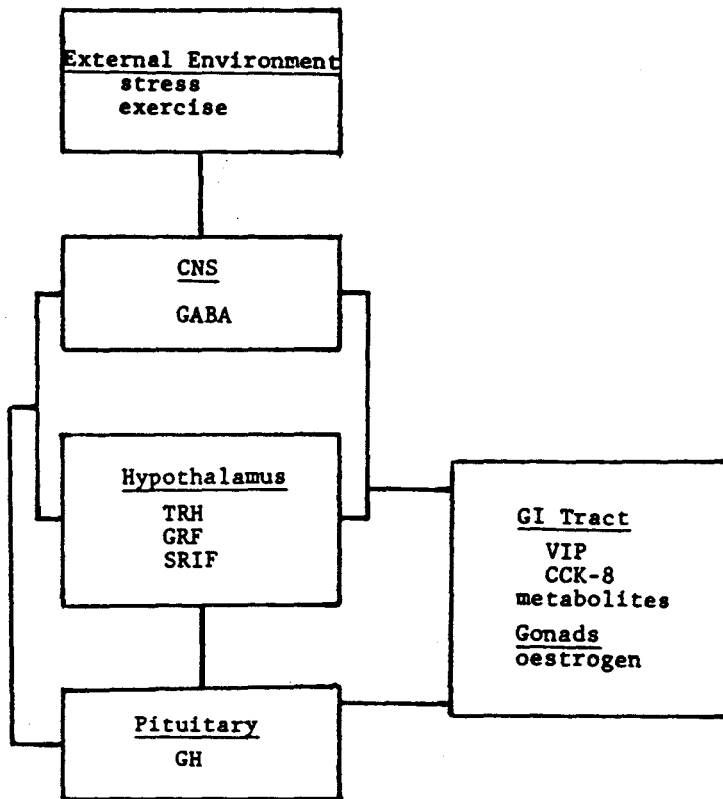 External Environment
stress
exercise
CNS
GABA
Hypothalamus
TRH
GRF
SRIF
GI Tract
VIP
CCK-8
metabolites
Gonads
oestrogen
Pituitary
GH